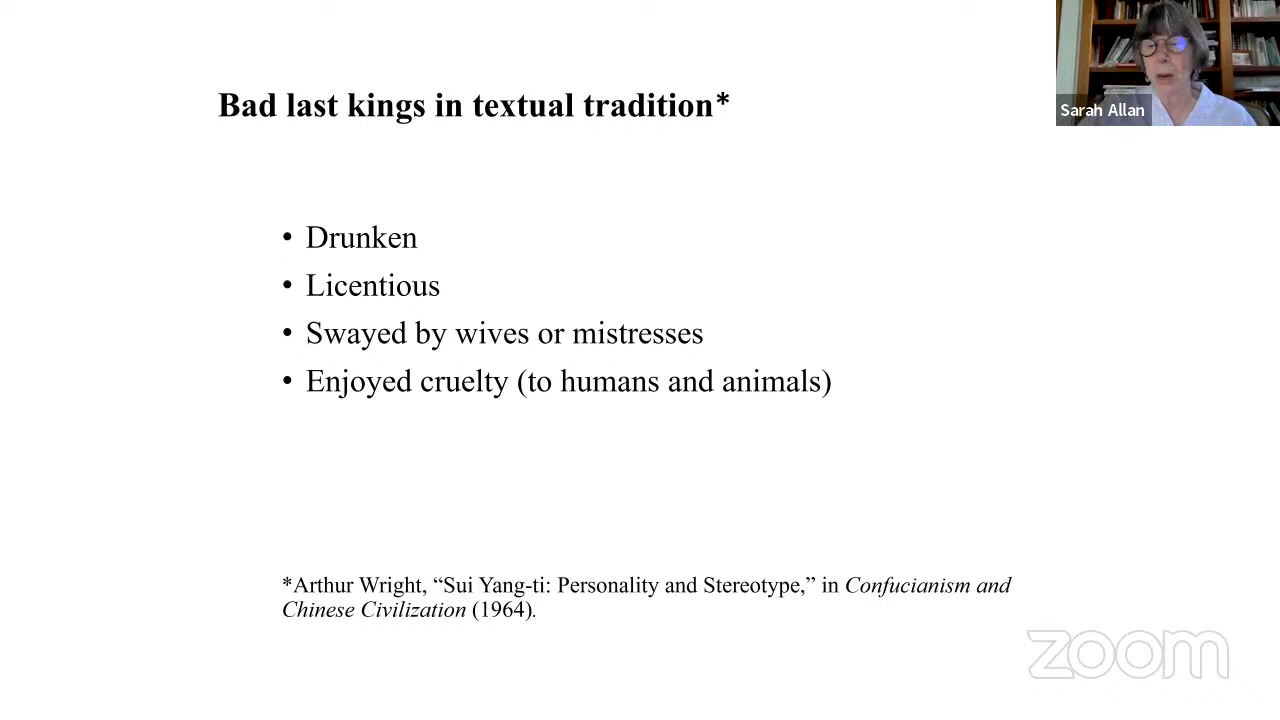 Bad last kings in textual tradition*
Sarah Allan
• Drunken
• Licentious
• Swayed by wives or mistresses
• Enjoyed cruelty (to humans and animals)
*Arthur Wright, “Sui Yang-ti: Personality and Stereotype,” in Confucianism and
Chinese Civilization (1964).
zoom